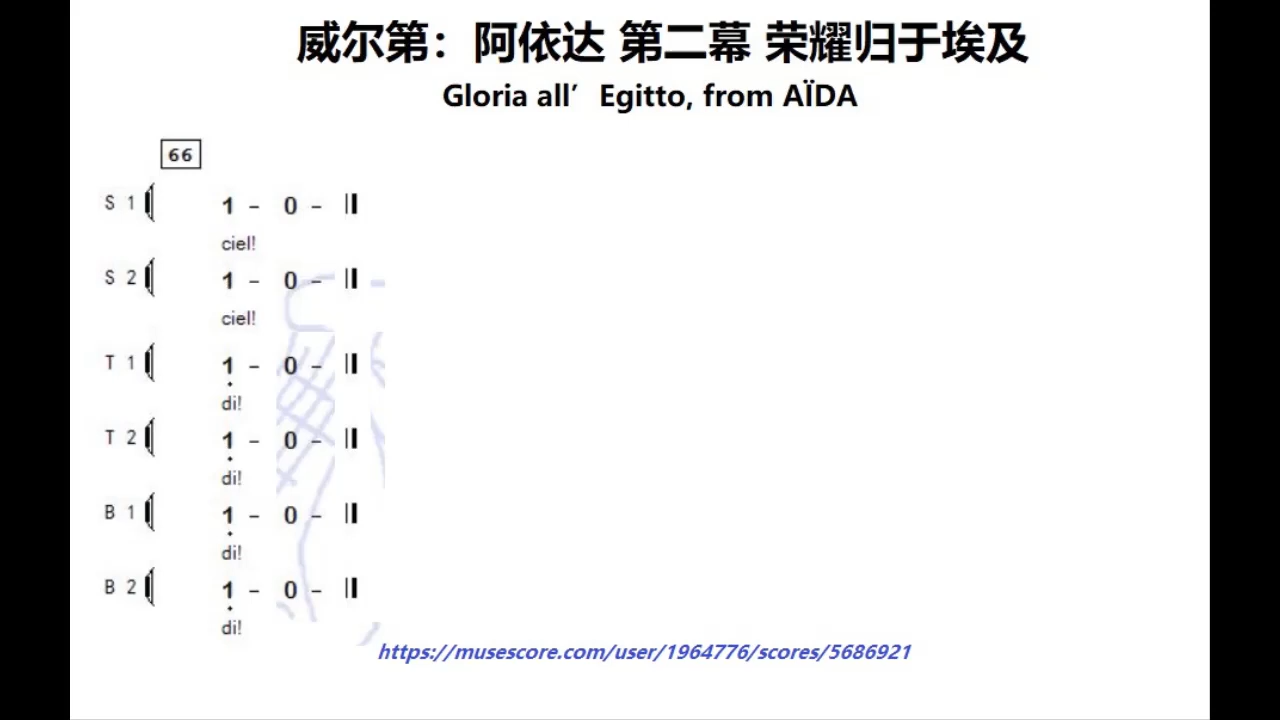 威尔第：阿依达 第二幕 荣耀归于埃及
Gloria all’ Egitto, from AÏDA
66
S 1 1 – 0 –
ciel!
S 2 1 – 0 –
ciel!
T 1 1 – 0 –
di!
T 2 1 – 0 –
di!
B 1 1 – 0 –
di!
B 2 1 – 0 –
di!
https://musescore.com/user/1964776/scores/5686921